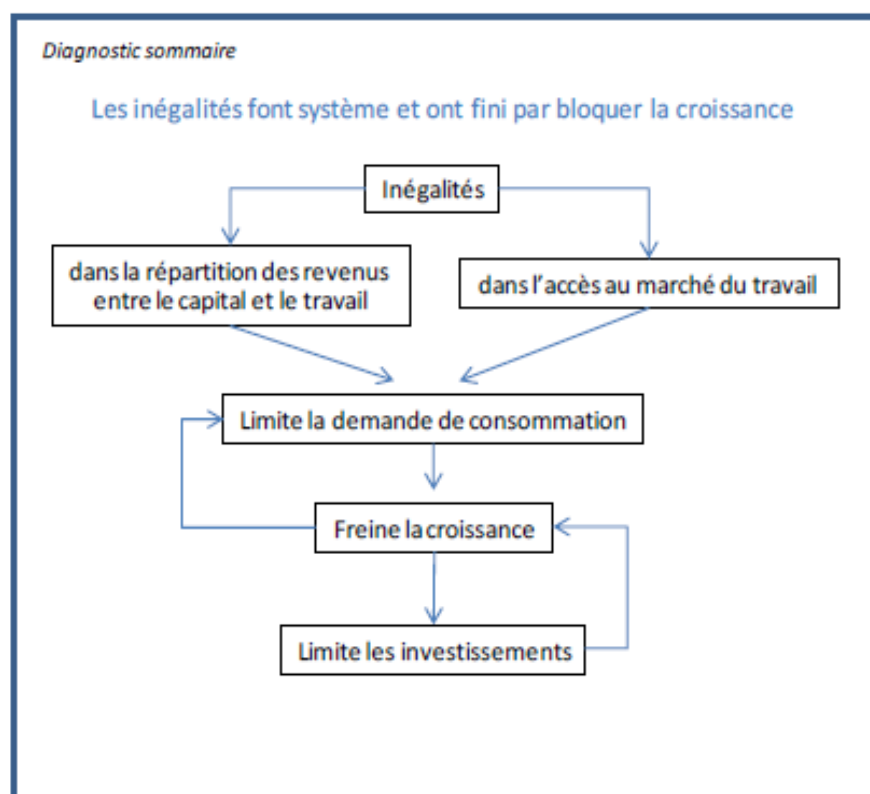 Diagnostic sommaire
Les inégalités font système et ont fini par bloquer la croissance
Inégalités
dans la répartition des revenus
entre le capital et le travail
dans l'accès au marché du travail
Limite la demande de consommation
Freine la croissance
Limite les investissements